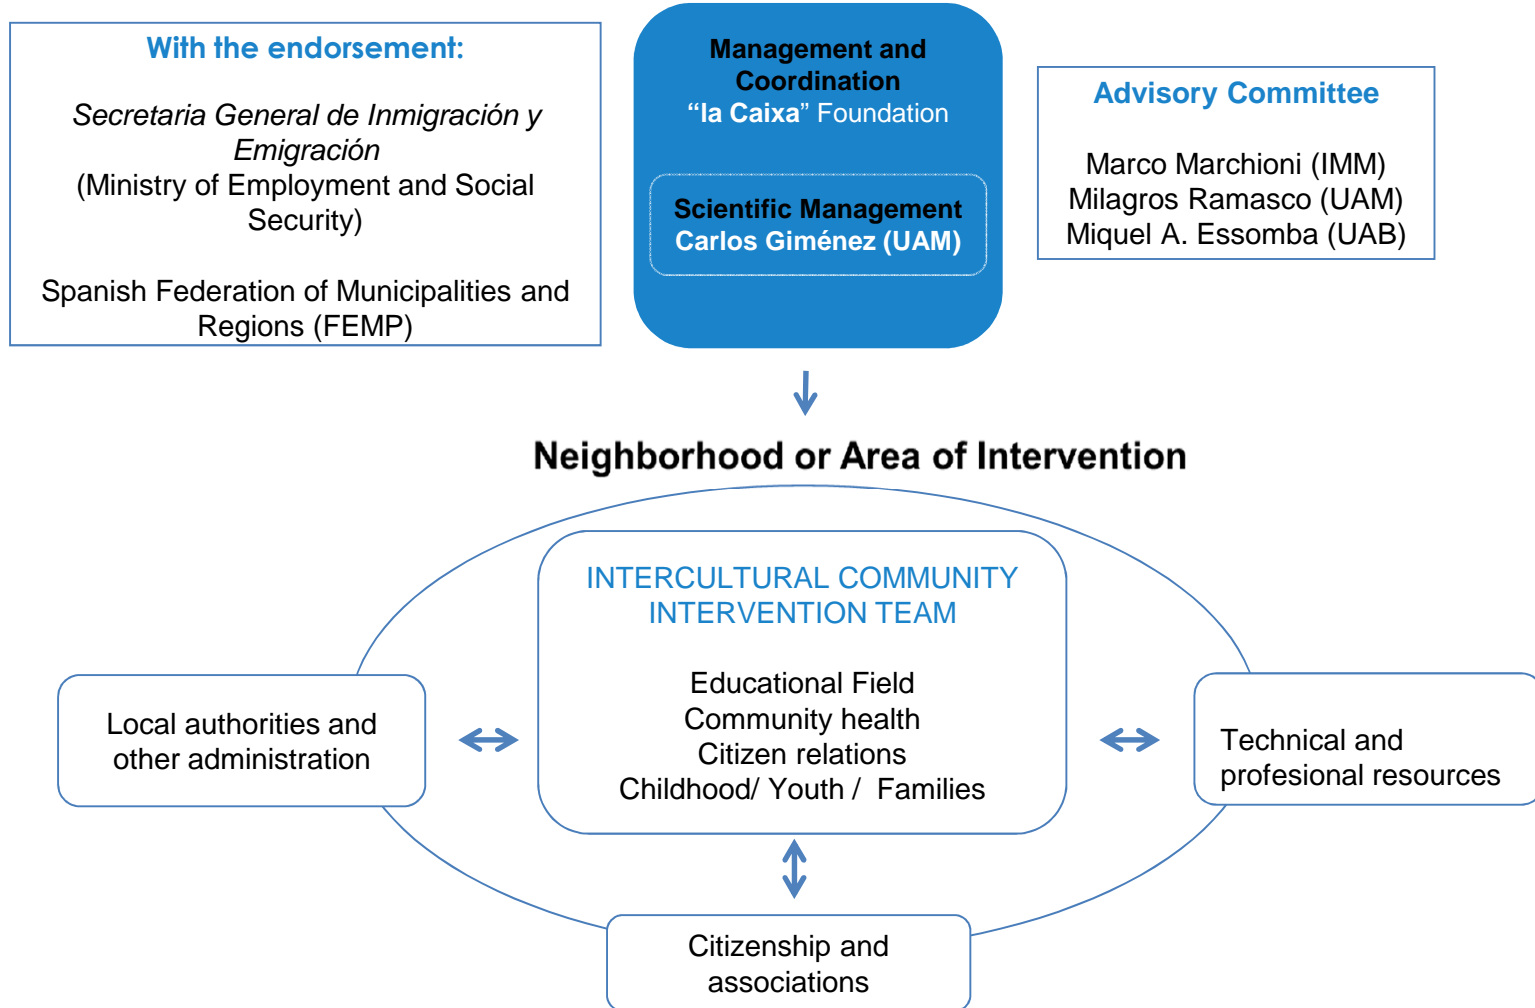 With the endorsement:
Secretaria General de Inmigración y
Emigración
(Ministry of Employment and Social
Security)
Spanish Federation of Municipalities and
Regions (FEMP)
Management and
Coordination
“la Caixa” Foundation
Scientific Management
Carlos Giménez (UAM)
Advisory Committee
Marco Marchioni (IMM)
Milagros Ramasco (UAM)
Miquel A. Essomba (UAB)
Neighborhood or Area of Intervention
INTERCULTURAL COMMUNITY
INTERVENTION TEAM
Educational Field
Community health
Citizen relations
Childhood/ Youth / Families
Local authorities and
other administration
Technical and
profesional resources
Citizenship and
associations